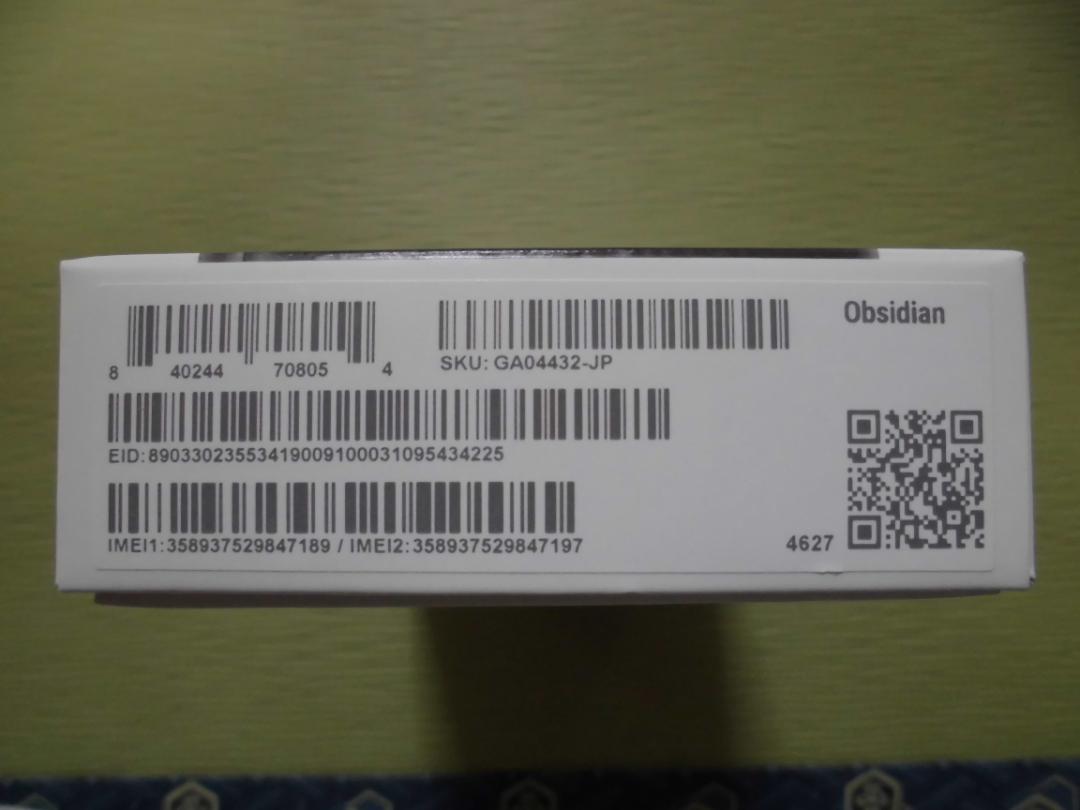 8 40244 70805 4
SKU: GA04432-JP
Obsidian
EID:89033023553419009100031095434225
IMEI1:358937529847189 / IMEI2:358937529847197
4627